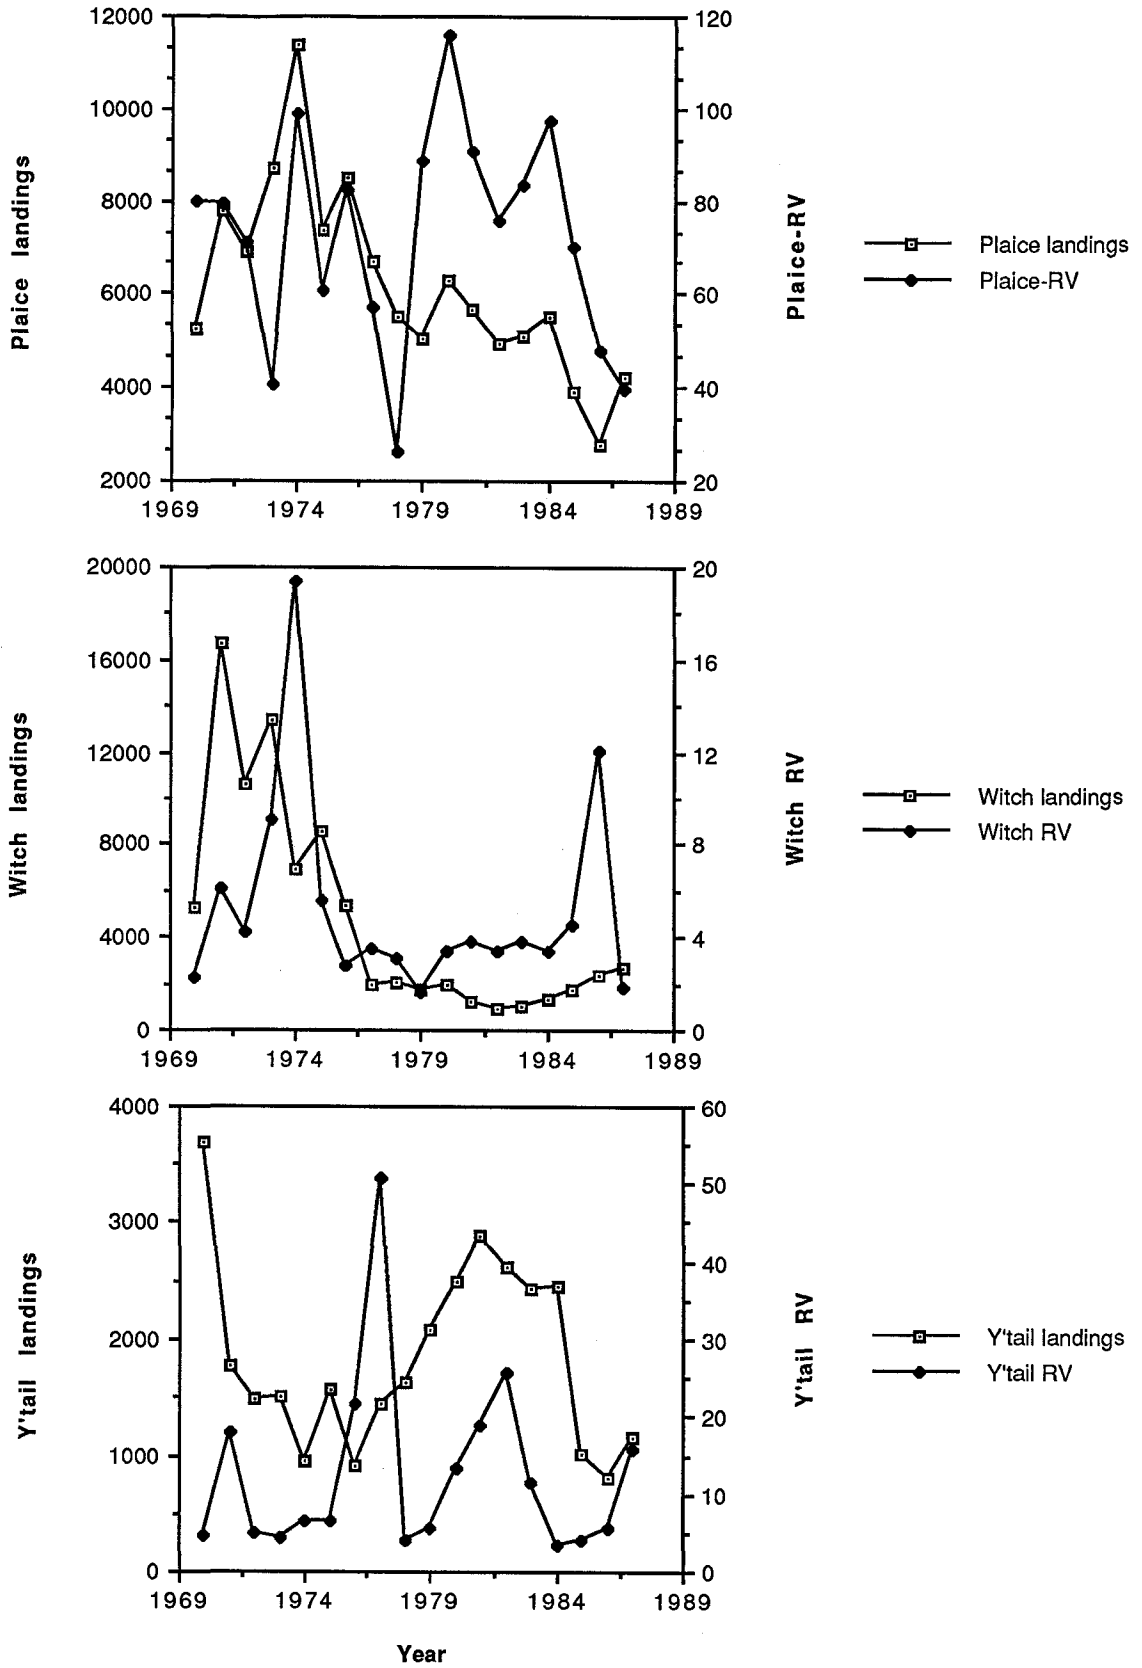 12000
10000
8000
6000
4000
2000
Plaice landings
120
100
80
60
40
20
Plaice-RV
1969 1974 1979 1984 1989
Plaice landings
Plaice-RV
20000
16000
12000
8000
4000
0
Witch landings
20
16
12
8
4
0
Witch RV
1969 1974 1979 1984 1989
Witch landings
Witch RV
4000
3000
2000
1000
0
Y'tail landings
60
50
40
30
20
10
0
Y'tail RV
1969 1974 1979 1984 1989
Y'tail landings
Y'tail RV
Year